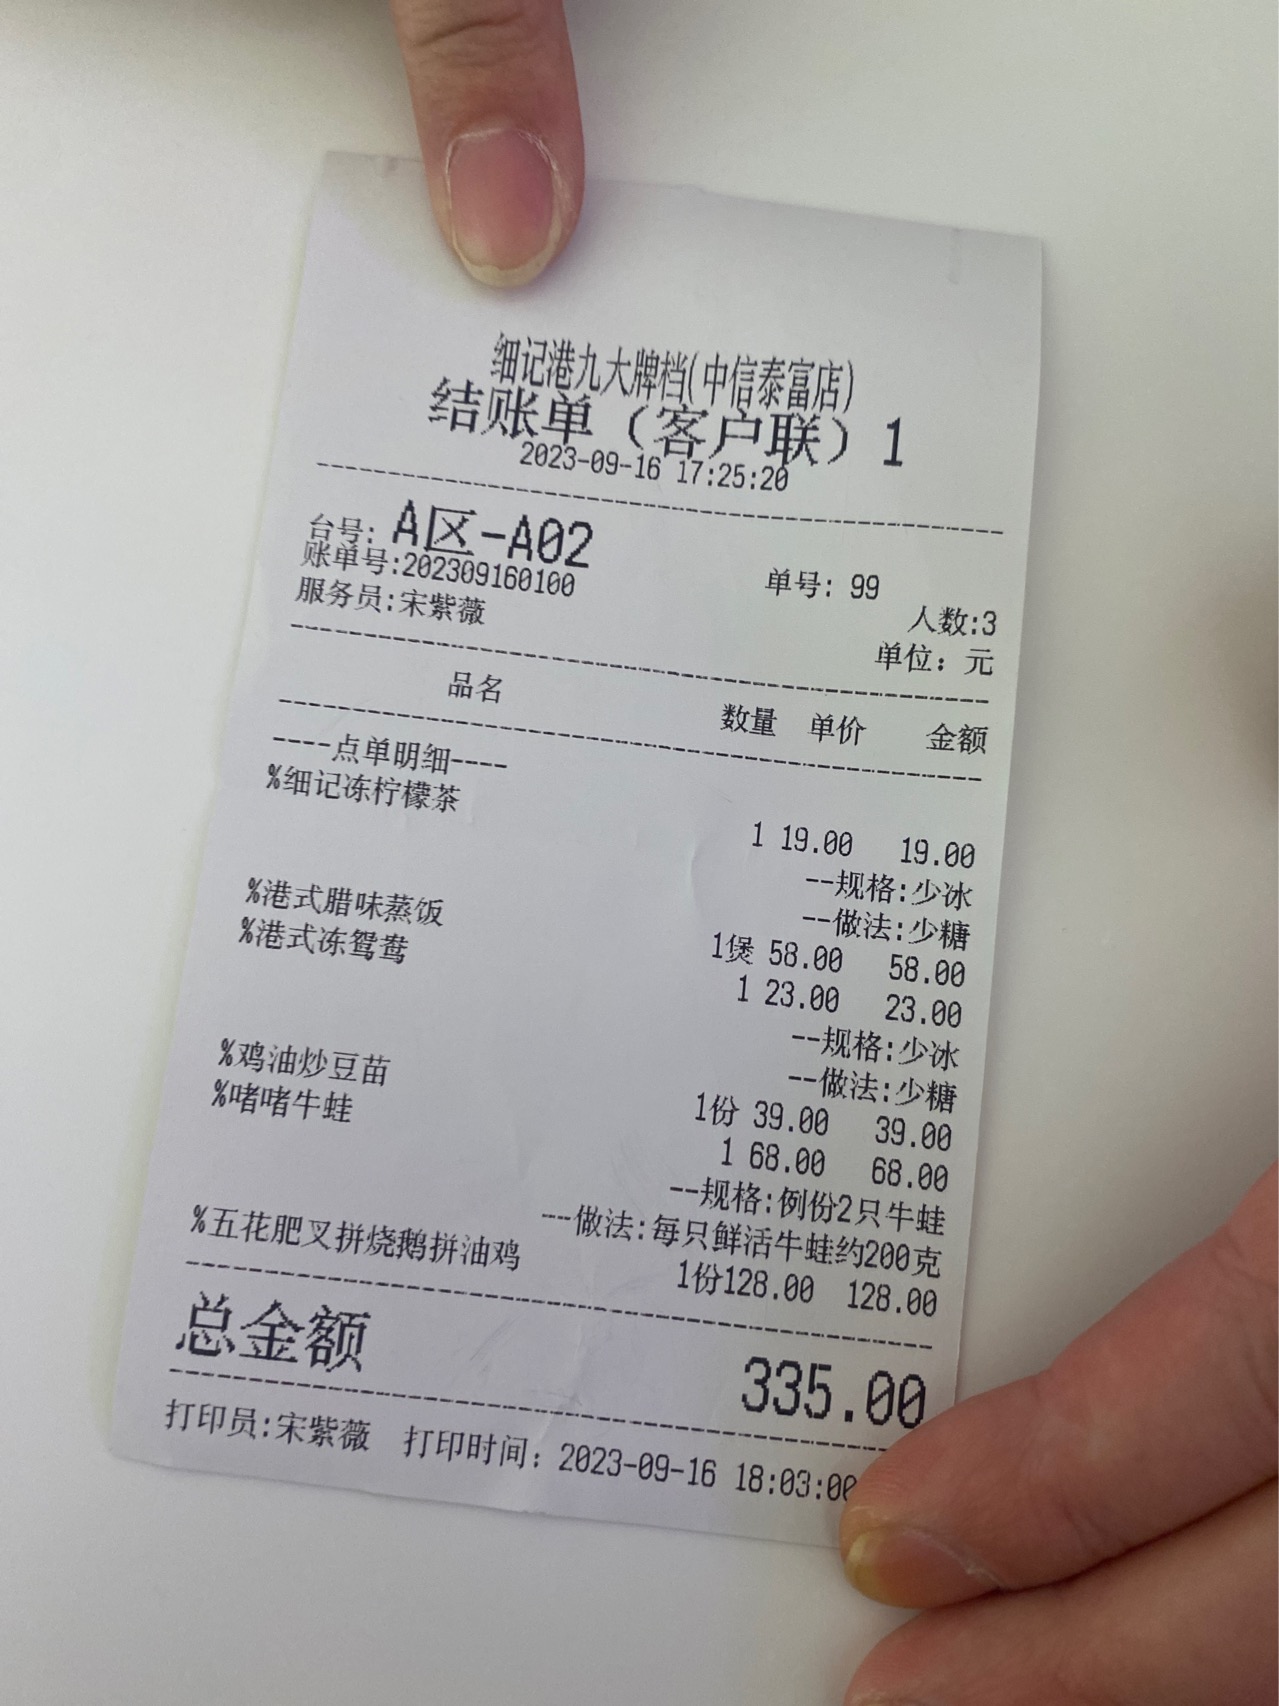 细记港九大牌档(中信泰富店)
结账单（客户联）1
2023-09-16 17:25:20
台号: A区-A02 单号: 99
账单号:202309160100 人数:3
服务员:宋紫薇 单位: 元
品名 数量 单价 金额
----点单明细----
%细记冻柠檬茶
1 19.00 19.00
--规格:少冰
--做法:少糖
%港式腊味蒸饭 1煲 58.00 58.00
%港式冻鸳鸯 1 23.00 23.00
--规格:少冰
--做法:少糖
%鸡油炒豆苗 1份 39.00 39.00
%啫啫牛蛙 1 68.00 68.00
--规格:例份2只牛蛙
--做法:每只鲜活牛蛙约200克
%五花肥叉拼烧鹅拼油鸡 1份128.00 128.00
总金额 335.00
打印员:宋紫薇 打印时间: 2023-09-16 18:03:00